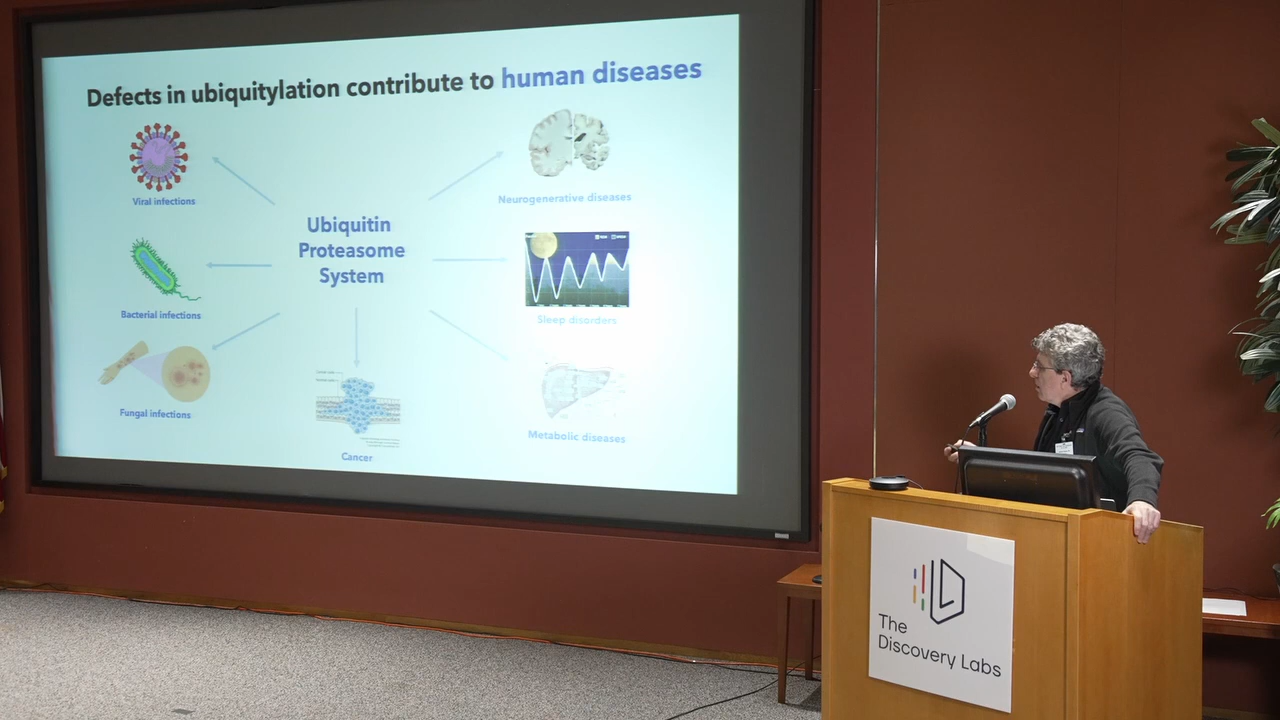 Defects in ubiquitylation contribute to human diseases
Viral infections
Neurogenerative diseases
Ubiquitin
Proteasome
System
Bacterial infections
Sleep disorders
Fungal infections
Cancer
Metabolic diseases
The
Discovery Labs